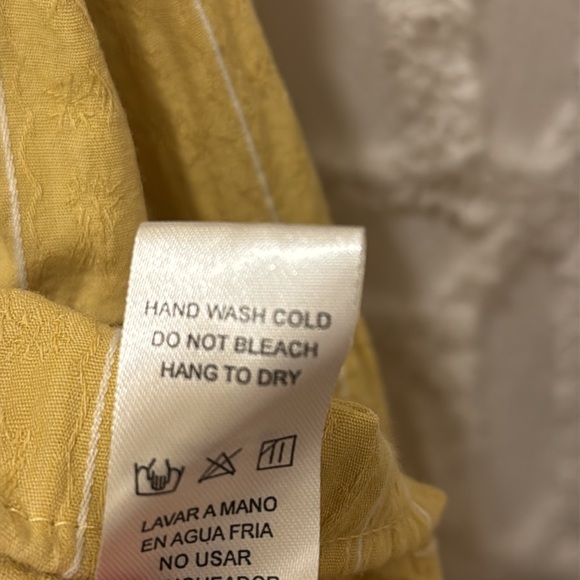 HAND WASH COLD
DO NOT BLEACH
HANG TO DRY
LAVAR A MANO
EN AGUA FRIA
NO USAR